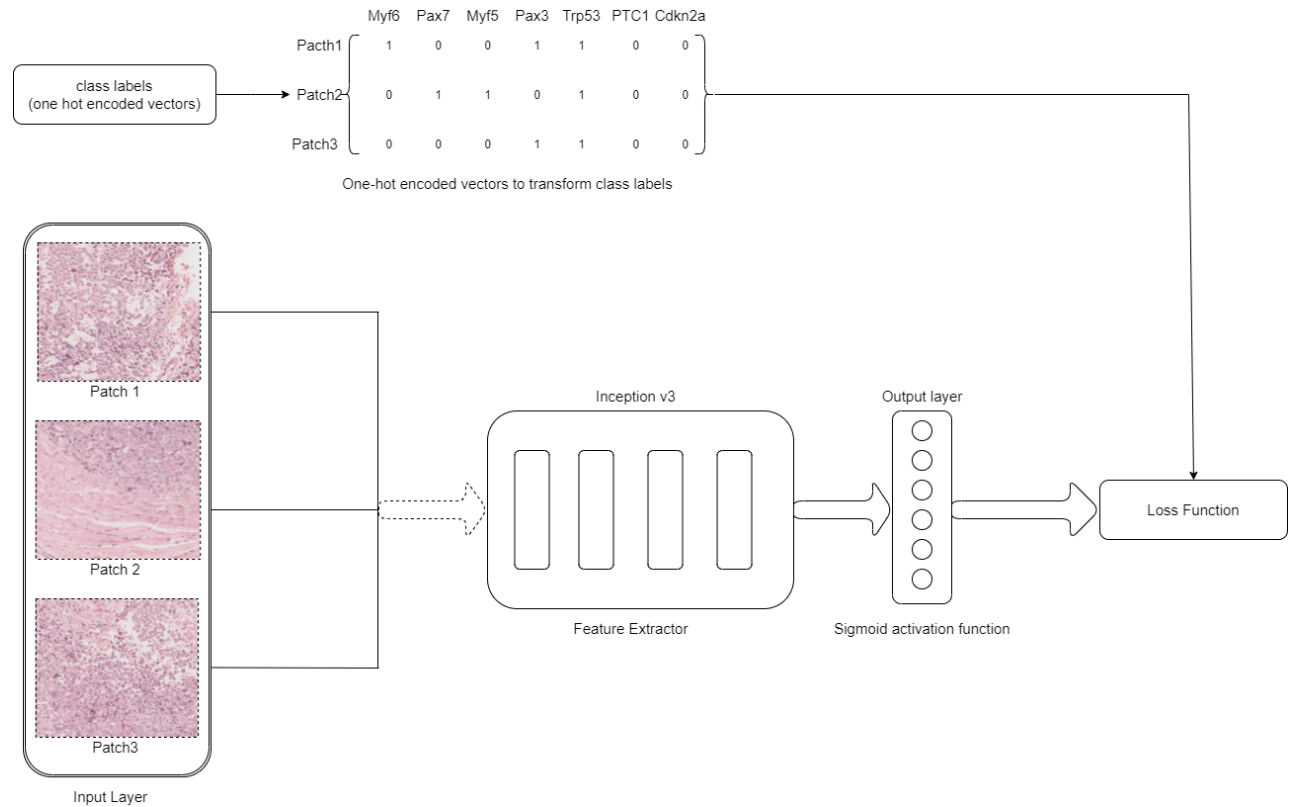 Myf6 Pax7 Myf5 Pax3 Trp53 PTC1 Cdkn2a
Pacth1 1 0 0 1 1 0 0
class labels
(one hot encoded vectors)
Patch2 0 1 1 0 1 0 0
Patch3 0 0 0 1 1 0 0
One-hot encoded vectors to transform class labels
Patch 1
Patch 2
Patch3
Input Layer
Inception v3
Feature Extractor
Output layer
Sigmoid activation function
Loss Function